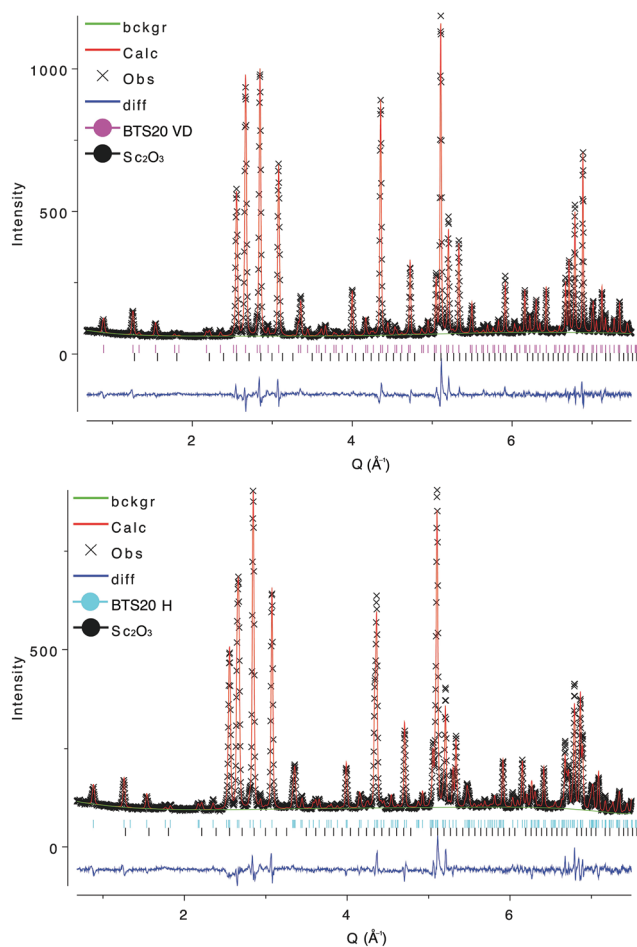 bckgr
Calc
Obs
diff
BTS20 VD
Sc₂O₃
Intensity
1000
500
0
2
4
6
Q (Å⁻¹)
bckgr
Calc
Obs
diff
BTS20 H
Sc₂O₃
Intensity
500
0
2
4
6
Q (Å⁻¹)